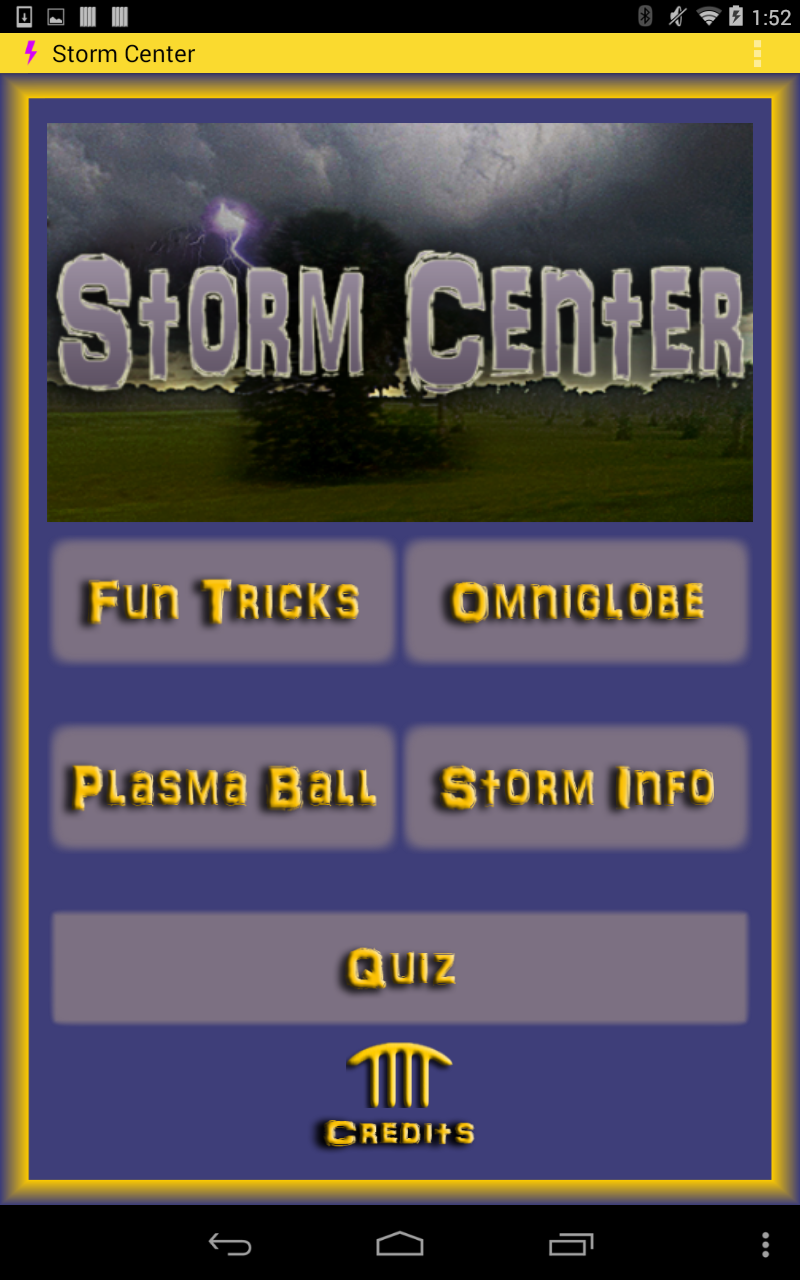 1:52
Storm Center
Storm Center
Fun Tricks
Omniglobe
Plasma Ball
Storm Info
Quiz
Credits